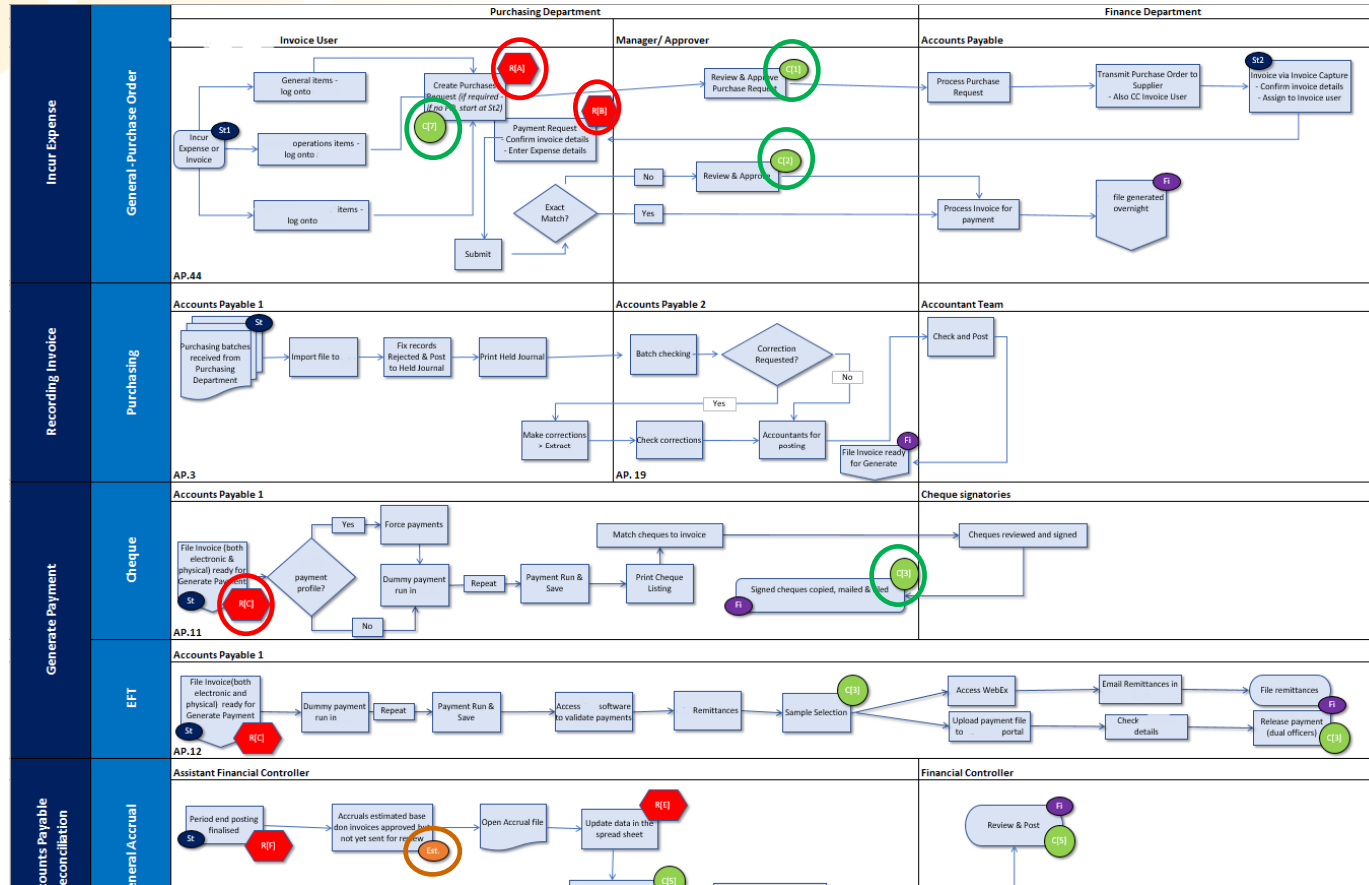 Purchasing Department
Finance Department
Invoice User
Manager/ Approver
Accounts Payable
Incur Expense
General -Purchase Order
General items -
log onto
operations items -
log onto
items -
log onto
St1
Incur
Expense or
Invoice
R[A]
Create Purchases
Request (if required -
if no PO, start at St2)
C[7]
R[B]
Payment Request
- Confirm invoice details
- Enter Expense details
Submit
Exact
Match?
No
Yes
C[1]
Review & Approve
Purchase Request
C[2]
Review & Approve
Process Purchase
Request
Transmit Purchase Order to
Supplier
- Also CC Invoice User
St2
Invoice via Invoice Capture
- Confirm invoice details
- Assign to Invoice user
Process Invoice for
payment
Fi
file generated
overnight
AP.44
Recording Invoice
Purchasing
Accounts Payable 1
Accounts Payable 2
Accountant Team
St
Purchasing batches
received from
Purchasing
Department
Import file to
Fix records
Rejected & Post
to Held Journal
Print Held Journal
Batch checking
Correction
Requested?
No
Yes
Make corrections
> Extract
Check corrections
Accountants for
posting
Check and Post
Fi
File Invoice ready
for Generate
AP.3
AP. 19
Generate Payment
Cheque
Accounts Payable 1
Cheque signatories
File Invoice (both
electronic &
physical) ready for
Generate Payment
St
R[C]
payment
profile?
Yes
No
Force payments
Dummy payment
run in
Repeat
Payment Run &
Save
Print Cheque
Listing
Match cheques to invoice
Cheques reviewed and signed
C[3]
Signed cheques copied, mailed & filed
Fi
AP.11
EFT
Accounts Payable 1
File Invoice(both
electronic and
physical) ready for
Generate Payment
St
R[C]
Dummy payment
run in
Repeat
Payment Run &
Save
Access software
to validate payments
Remittances
C[3]
Sample Selection
Access WebEx
Email Remittances in
File remittances
Fi
Upload payment file
to portal
Check
details
Release payment
(dual officers)
C[3]
AP.12
Accounts Payable
Reconciliation
General Accrual
Assistant Financial Controller
Financial Controller
Period end posting
finalised
St
R[F]
Accruals estimated base
don invoices approved but
not yet sent for review
Est.
Open Accrual file
R[E]
Update data in the
spread sheet
C[5]
Fi
Review & Post
C[5]